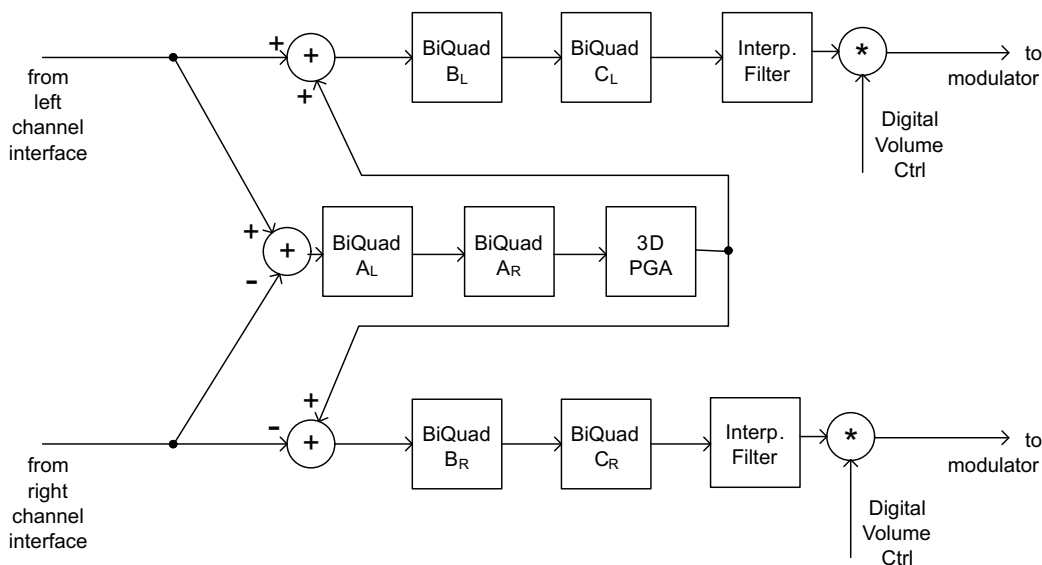 +
+
+
BiQuad
BL
BiQuad
CL
Interp.
Filter
*
to
modulator
from
left
channel
interface
Digital
Volume
Ctrl
+
+
-
BiQuad
AL
BiQuad
AR
3D
PGA
+
-
+
BiQuad
BR
BiQuad
CR
Interp.
Filter
*
to
modulator
from
right
channel
interface
Digital
Volume
Ctrl